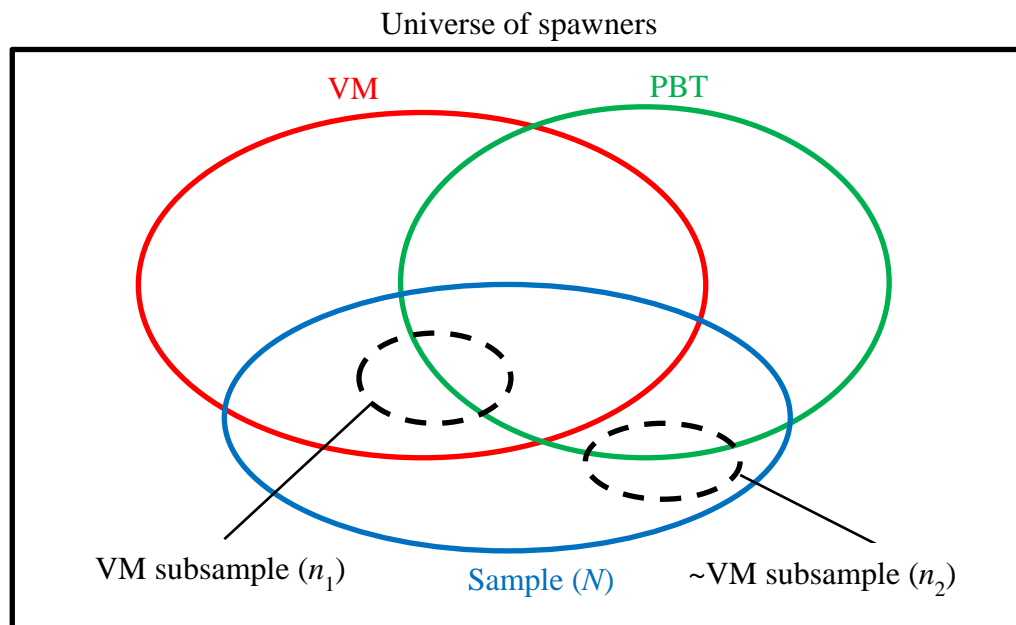 Universe of spawners
VM
PBT
VM subsample (n₁)
Sample (N)
~VM subsample (n₂)